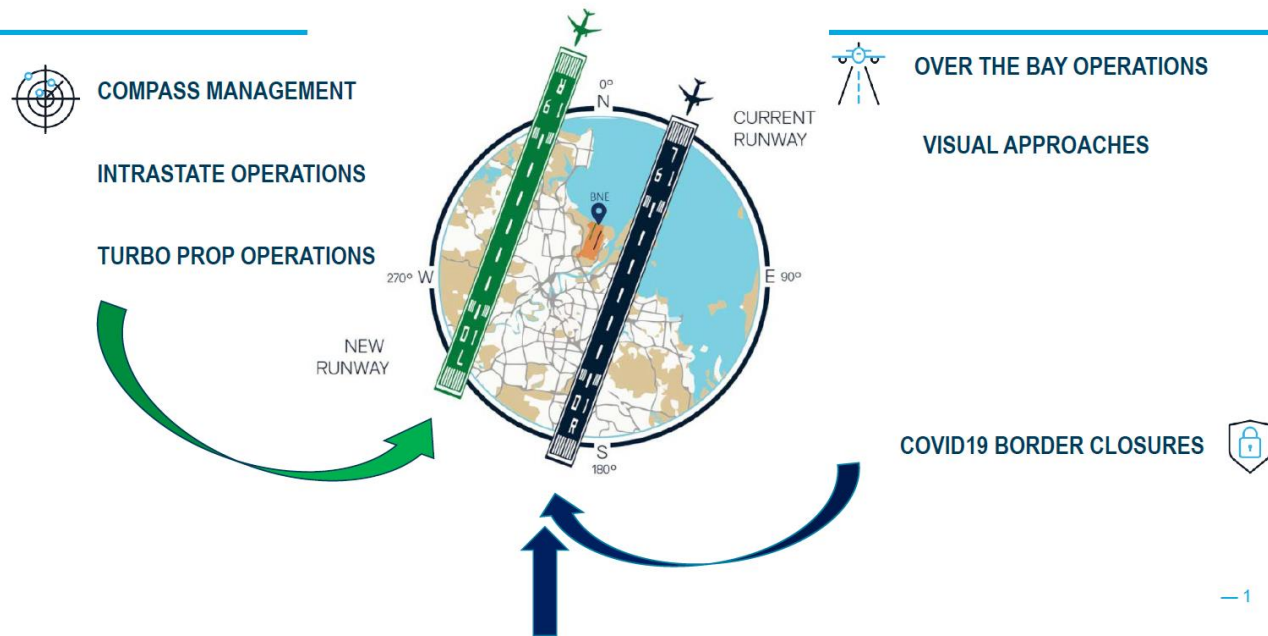 COMPASS MANAGEMENT
INTRASTATE OPERATIONS
TURBO PROP OPERATIONS
0°
N
CURRENT
RUNWAY
19R
19L
BNE
270° W
E 90°
NEW
RUNWAY
01L
01R
S
180°
OVER THE BAY OPERATIONS
VISUAL APPROACHES
COVID19 BORDER CLOSURES
— 1